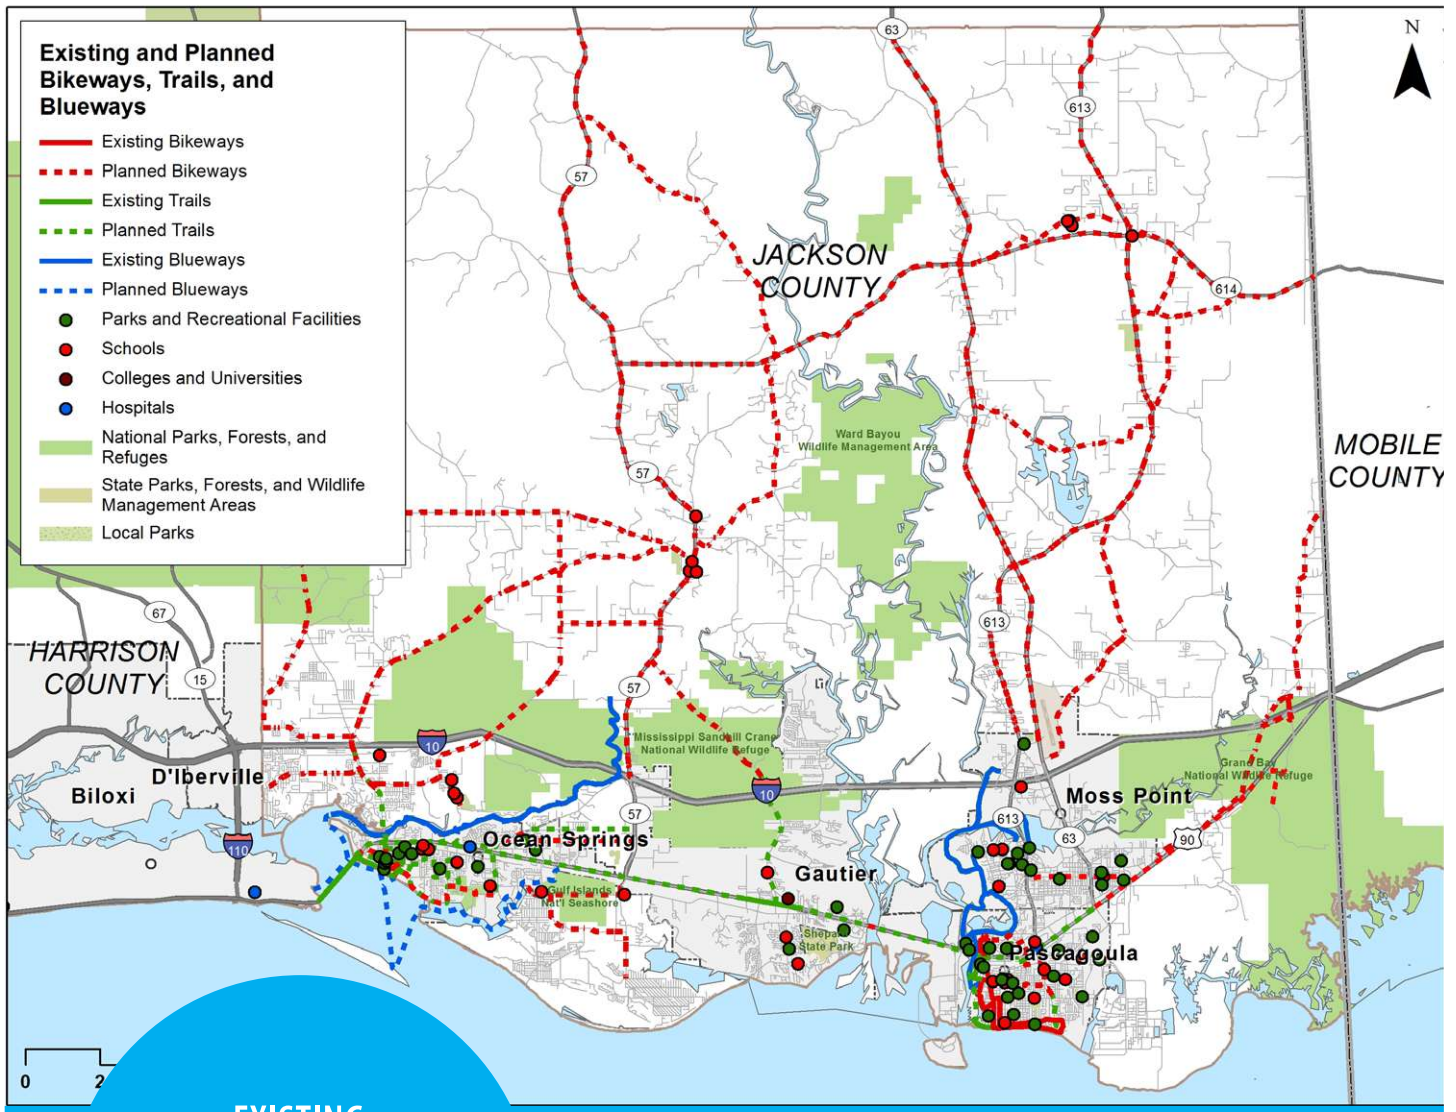 Existing and Planned
Bikeways, Trails, and
Blueways
Existing Bikeways
Planned Bikeways
Existing Trails
Planned Trails
Existing Blueways
Planned Blueways
Parks and Recreational Facilities
Schools
Colleges and Universities
Hospitals
National Parks, Forests, and
Refuges
State Parks, Forests, and Wildlife
Management Areas
Local Parks
N
63
613
57
JACKSON
COUNTY
614
Ward Bayou
Wildlife Management Area
MOBILE
COUNTY
57
67
HARRISON
COUNTY
15
613
57
Mississippi Sandhill Crane
National Wildlife Refuge
10
Grand Bay
National Wildlife Refuge
D'Iberville
Biloxi
10
Moss Point
57
613
63
90
110
Ocean Springs
Gautier
Gulf Islands
Nat'l Seashore
State Park
Pascagoula
0
2
EXISTING